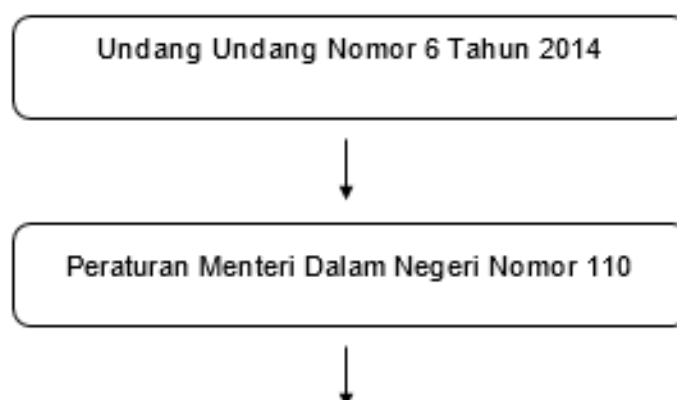 Undang Undang Nomor 6 Tahun 2014
Peraturan Menteri Dalam Negeri Nomor 110